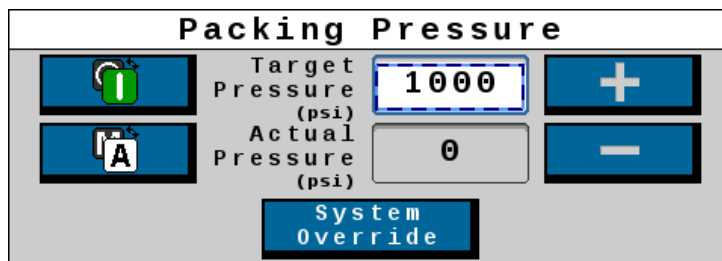 Packing Pressure
Target
Pressure
(psi)
1000
+
A
Actual
Pressure
(psi)
0
-
System
Override